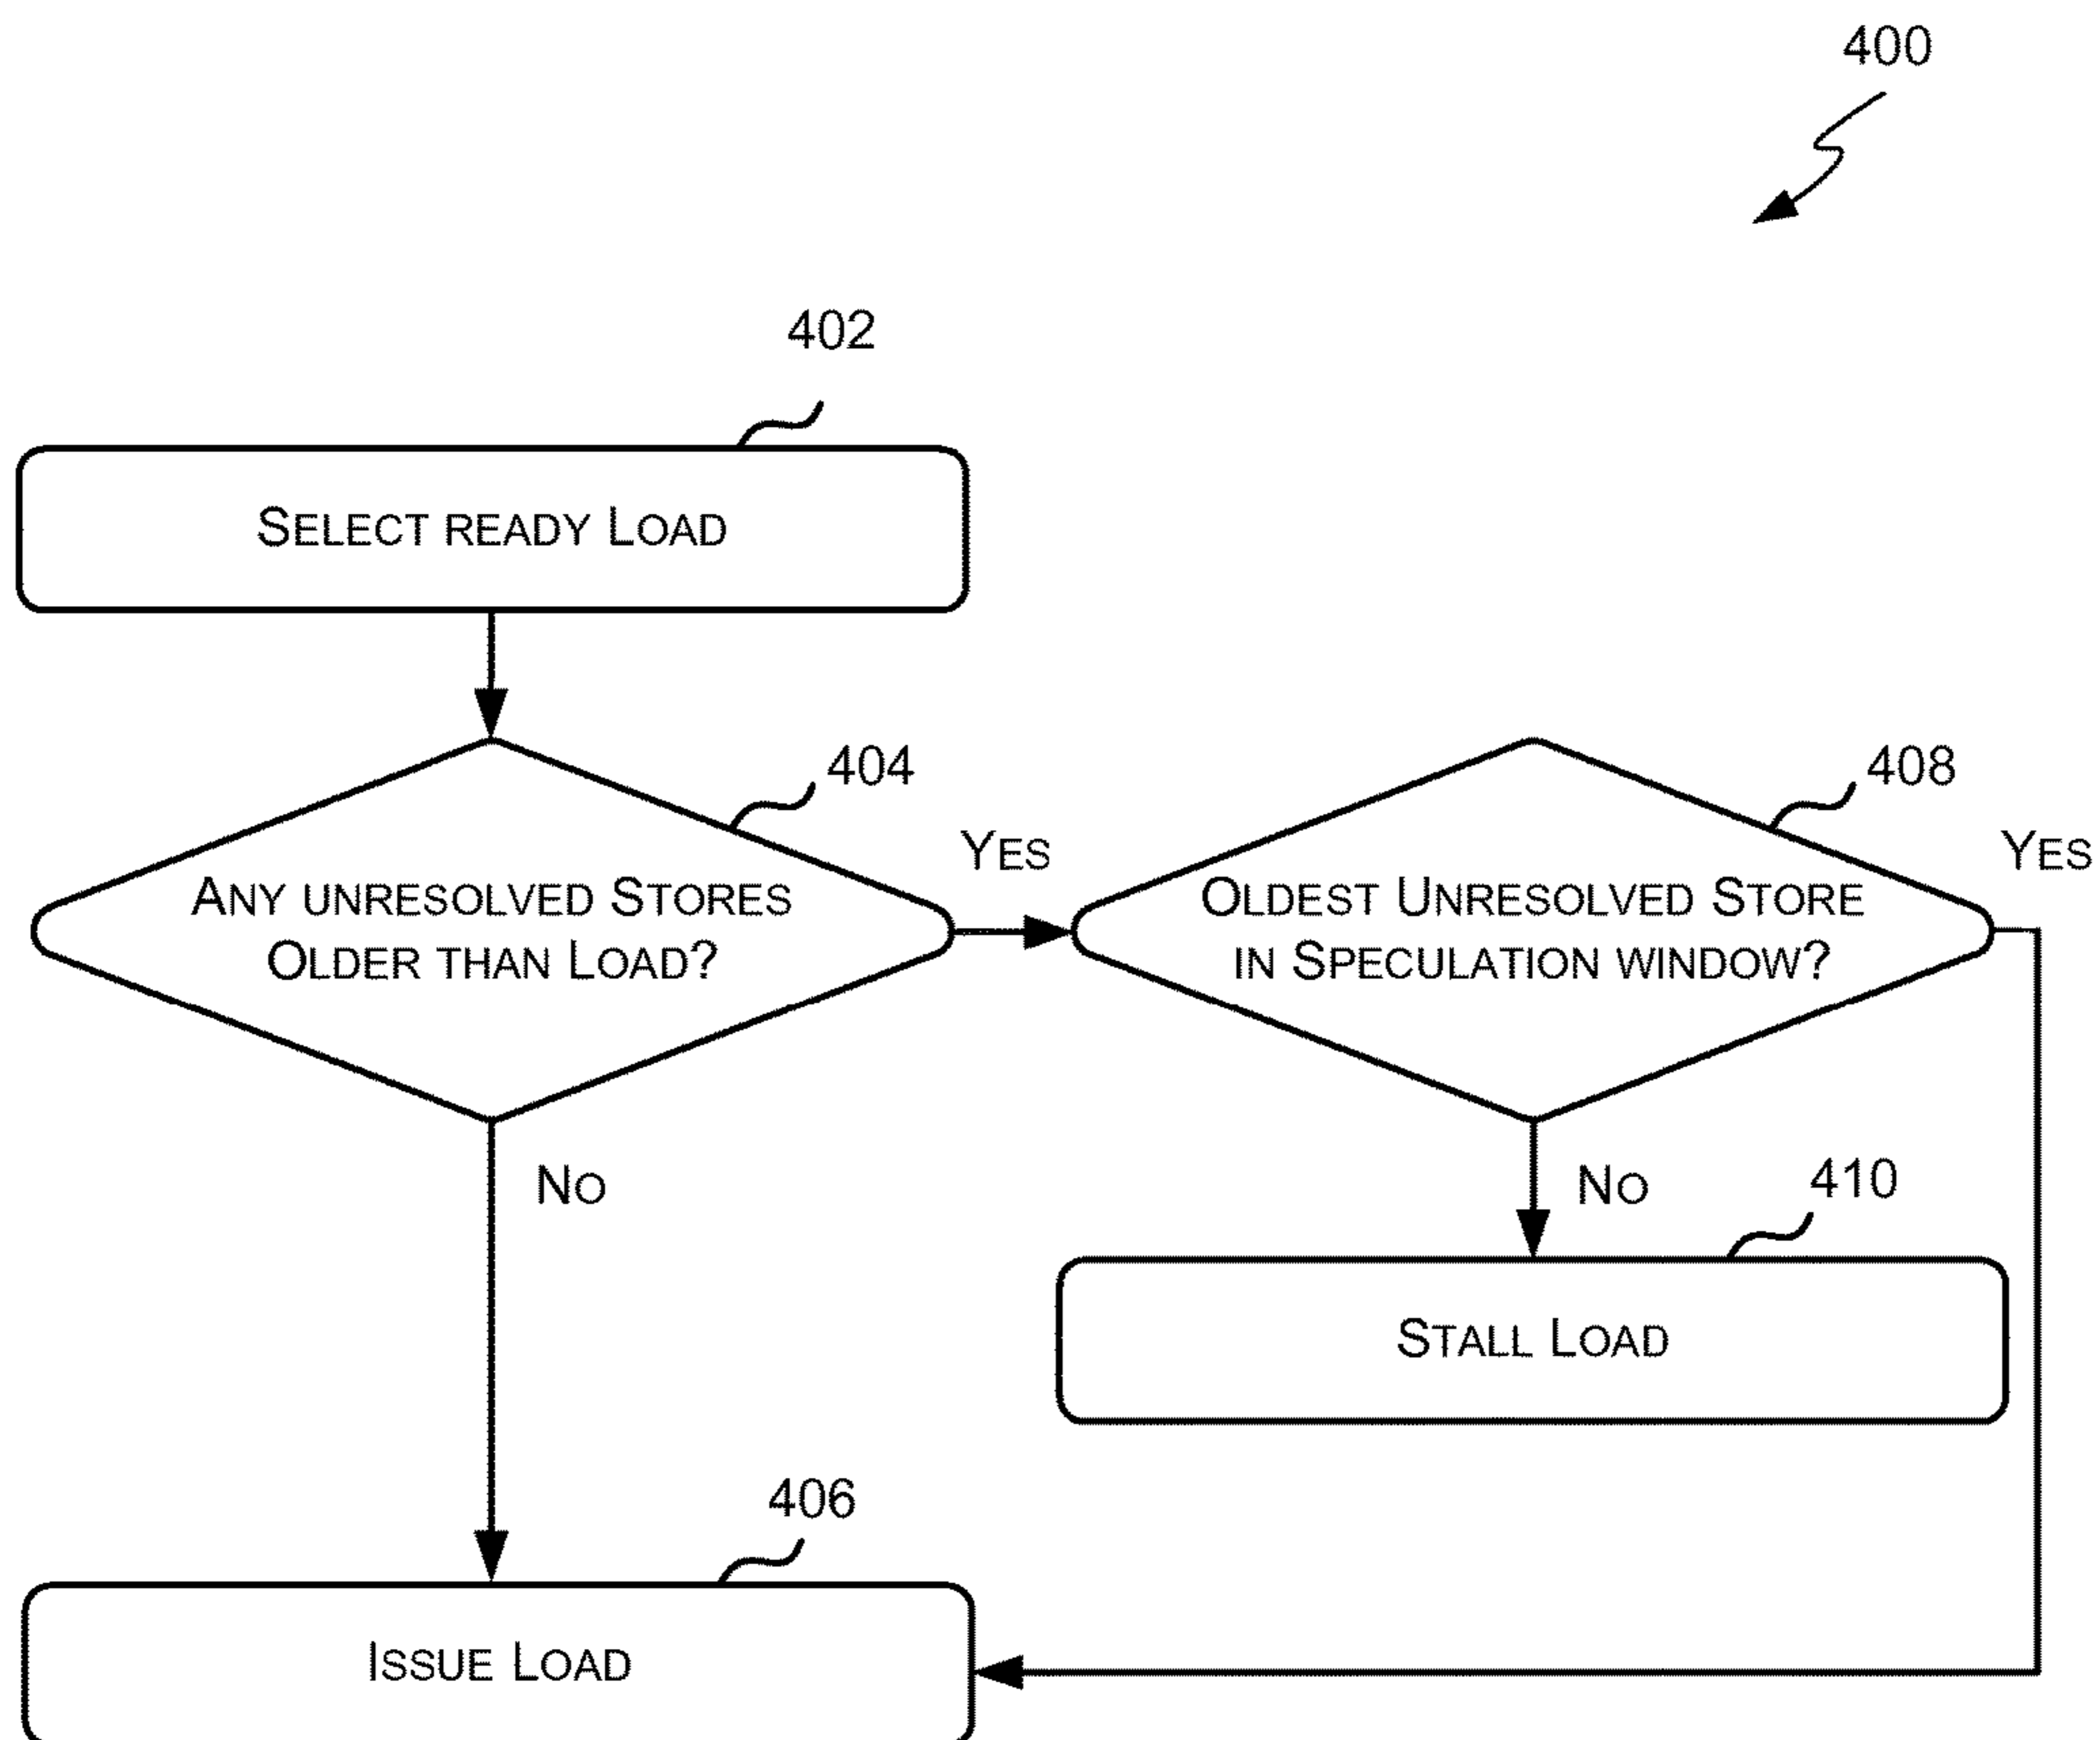 400
402
SELECT READY LOAD
404
ANY UNRESOLVED STORES
OLDER THAN LOAD?
YES
408
OLDEST UNRESOLVED STORE
IN SPECULATION WINDOW?
YES
NO
NO
410
STALL LOAD
406
ISSUE LOAD